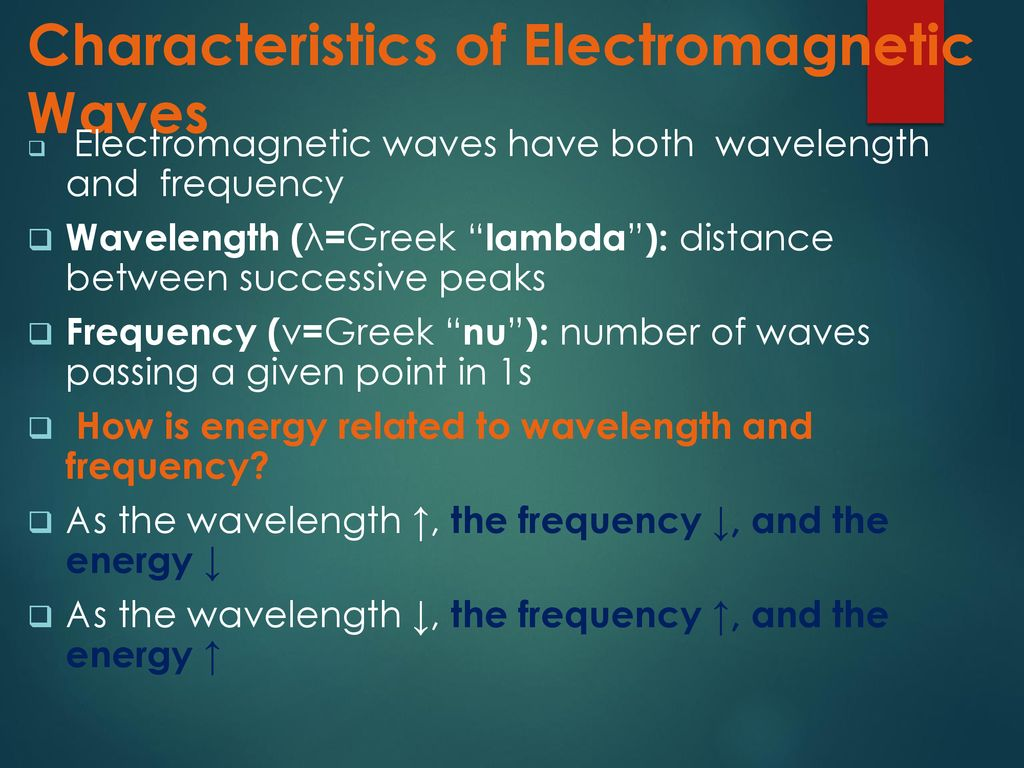 Characteristics of Electromagnetic
Waves
Electromagnetic waves have both wavelength
and frequency
Wavelength (λ=Greek “lambda”): distance
between successive peaks
Frequency (ν=Greek “nu”): number of waves
passing a given point in 1s
How is energy related to wavelength and
frequency?
As the wavelength ↑, the frequency ↓, and the
energy ↓
As the wavelength ↓, the frequency ↑, and the
energy ↑